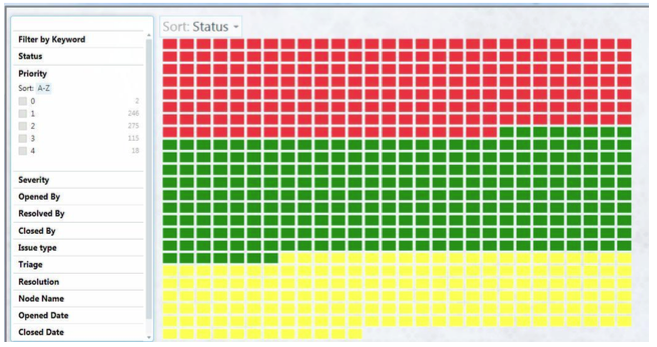 Sort: Status
Filter by Keyword
Status
Priority
Sort: A-Z
0 2
1 246
2 275
3 115
4 18
Severity
Opened By
Resolved By
Closed By
Issue type
Triage
Resolution
Node Name
Opened Date
Closed Date